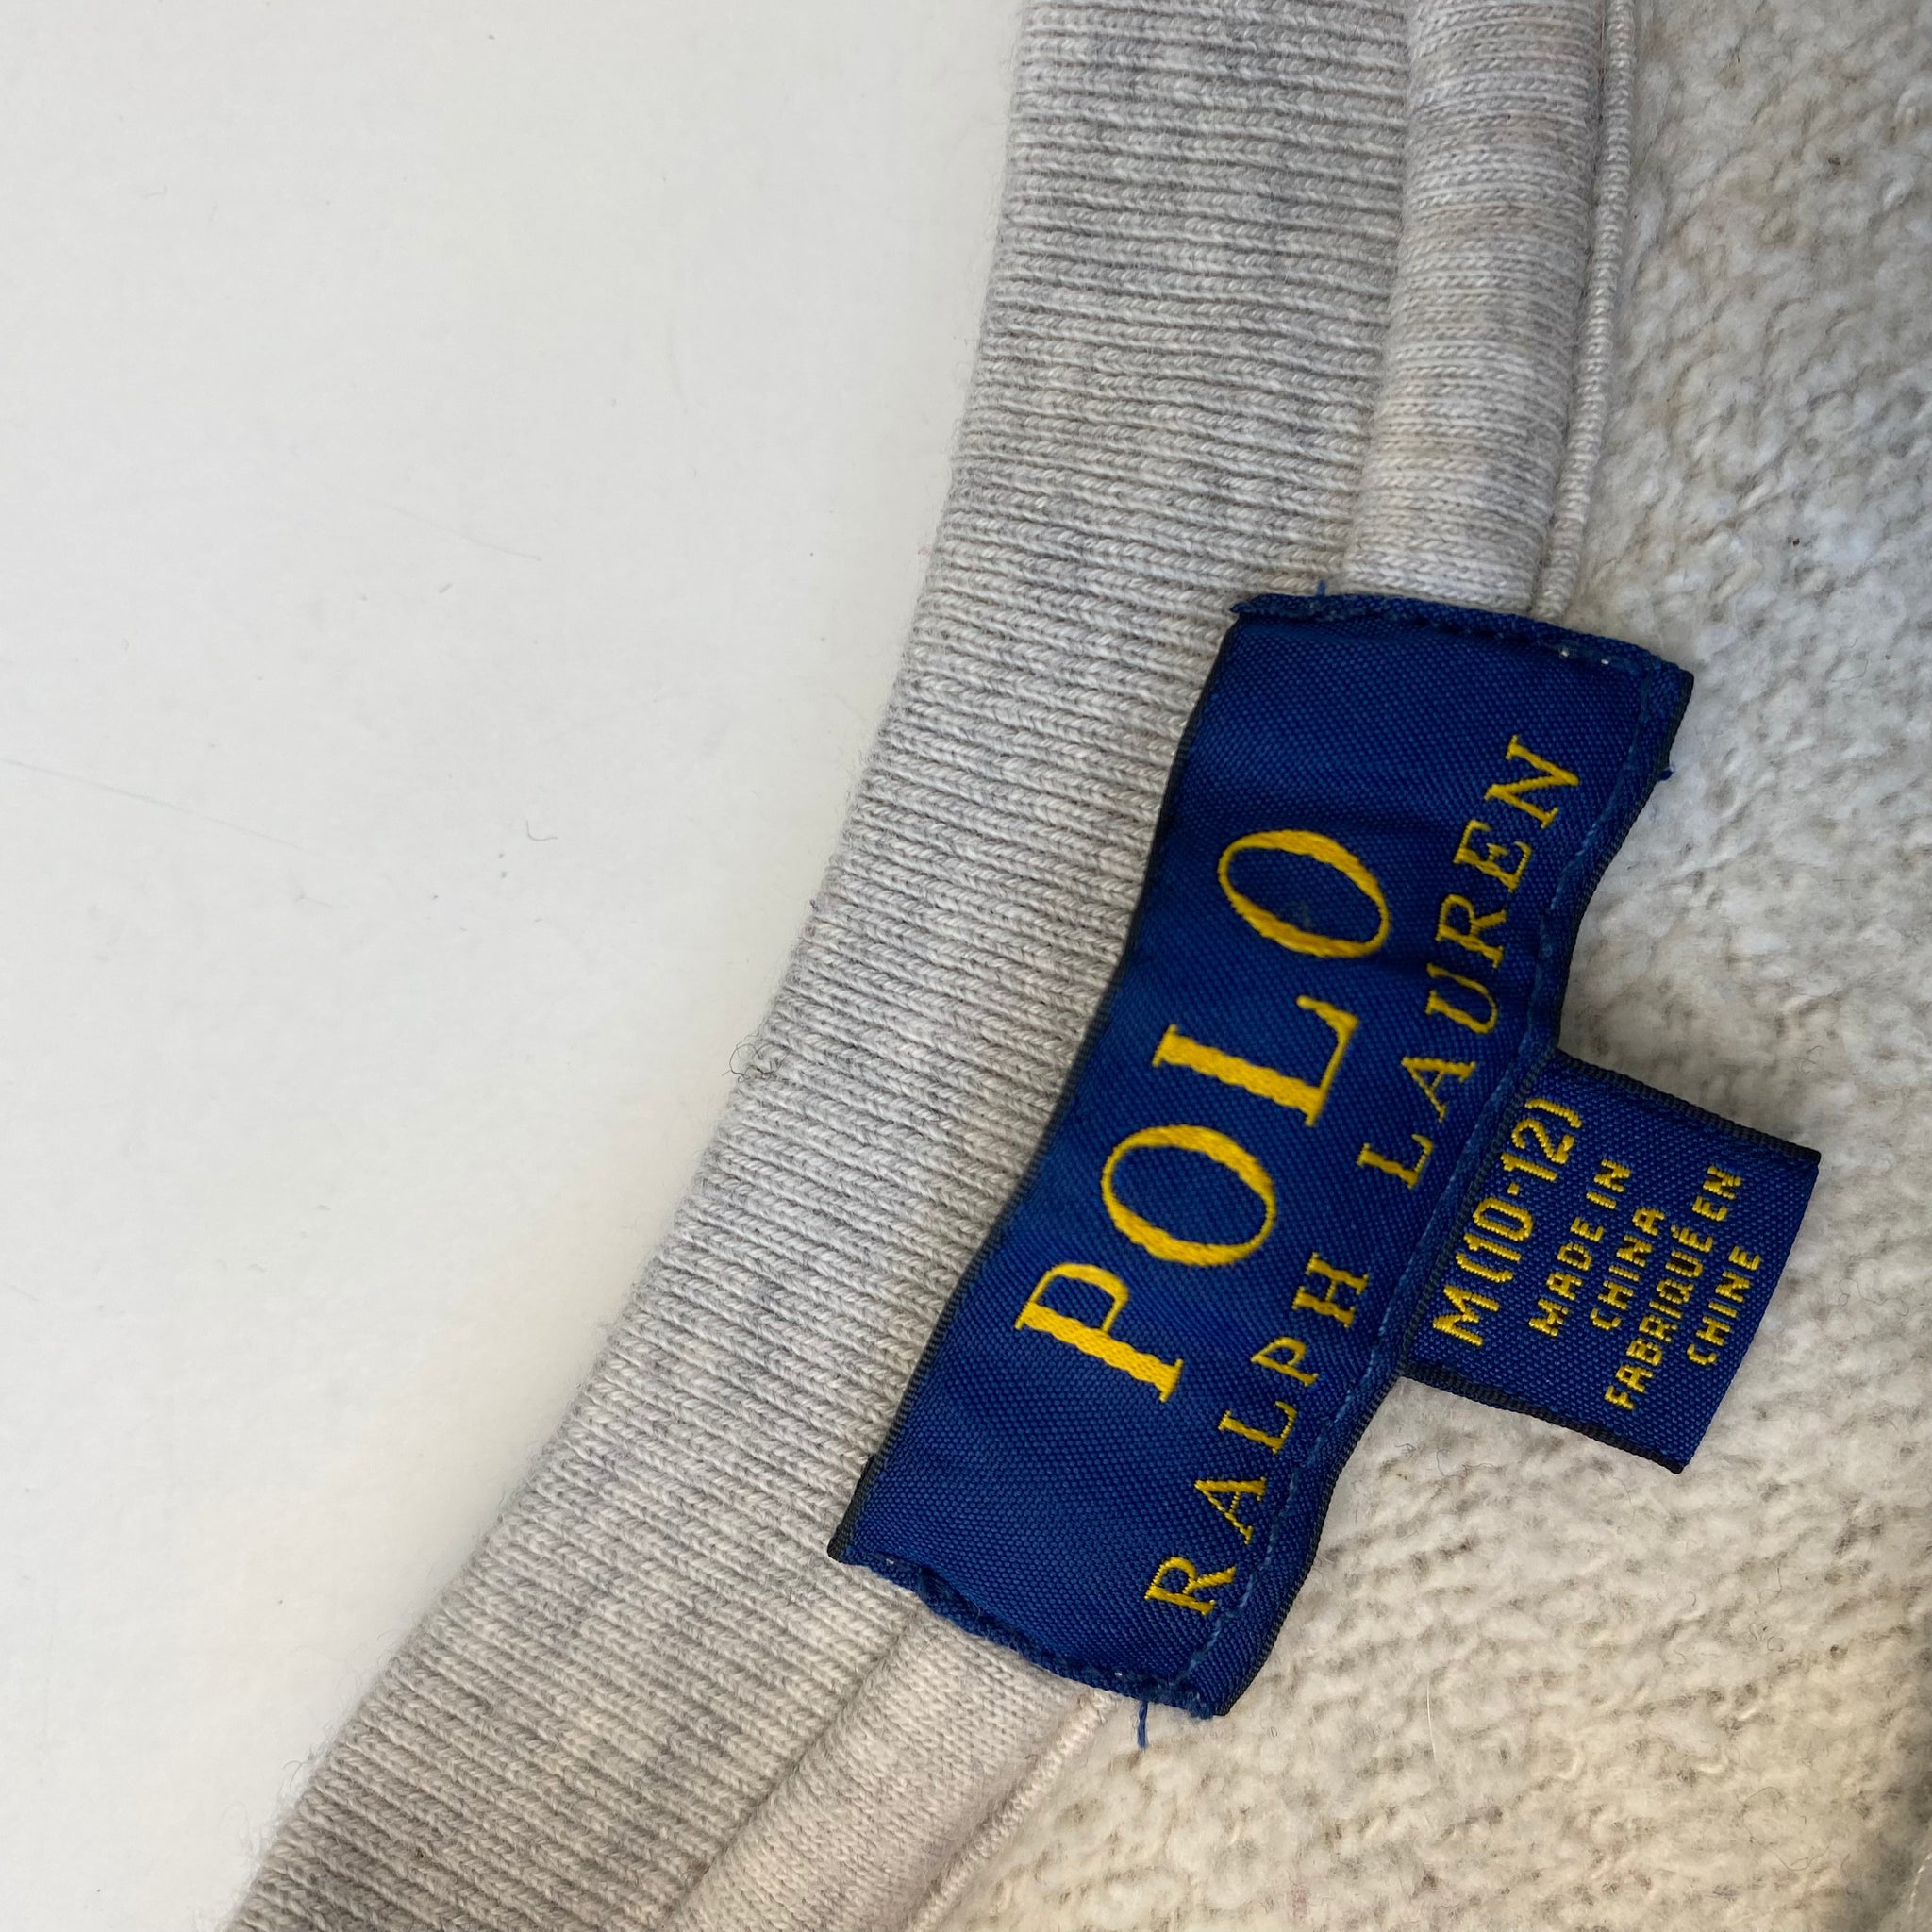 POLO
RALPH LAUREN
M (10-12)
MADE IN
CHINA
FABRIQUÉ EN
CHINE